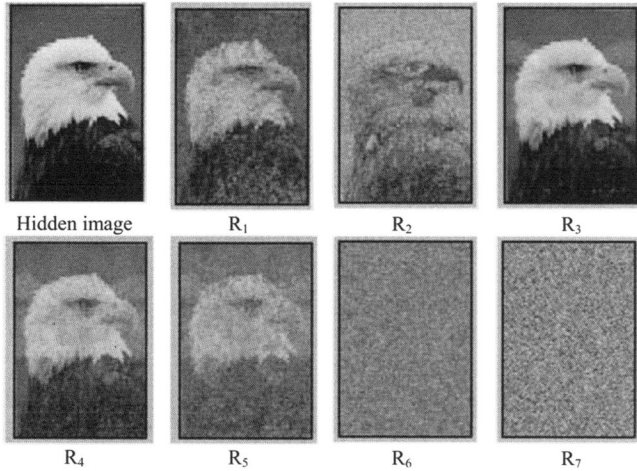 Hidden image R₁ R₂ R₃
R₄ R₅ R₆ R₇